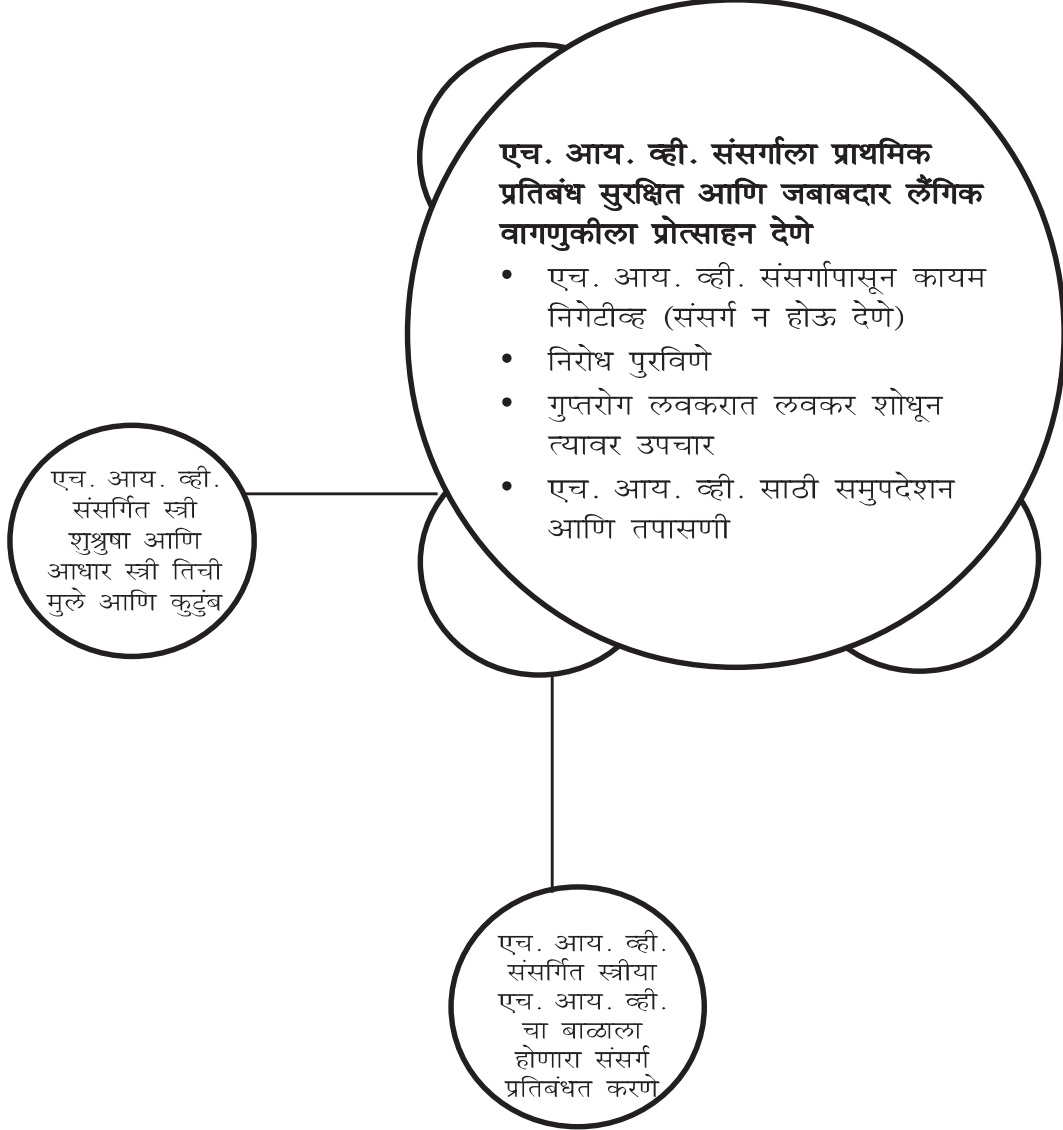 एच. आय. व्ही. संसर्गाला प्राथमिक
प्रतिबंध सुरक्षित आणि जबाबदार लैंगिक
वागणुकीला प्रोत्साहन देणे
• एच. आय. व्ही. संसर्गापासून कायम
निगेटीव्ह (संसर्ग न होऊ देणे)
• निरोध पुरविणे
• गुप्तरोग लवकरात लवकर शोधून
त्यावर उपचार
• एच. आय. व्ही. साठी समुपदेशन
आणि तपासणी
एच. आय. व्ही.
संसर्गित स्त्री
शुश्रुषा आणि
आधार स्त्री तिची
मुले आणि कुटुंब
एच. आय. व्ही.
संसर्गित स्त्रीया
एच. आय. व्ही.
चा बाळाला
होणारा संसर्ग
प्रतिबंधत करणे